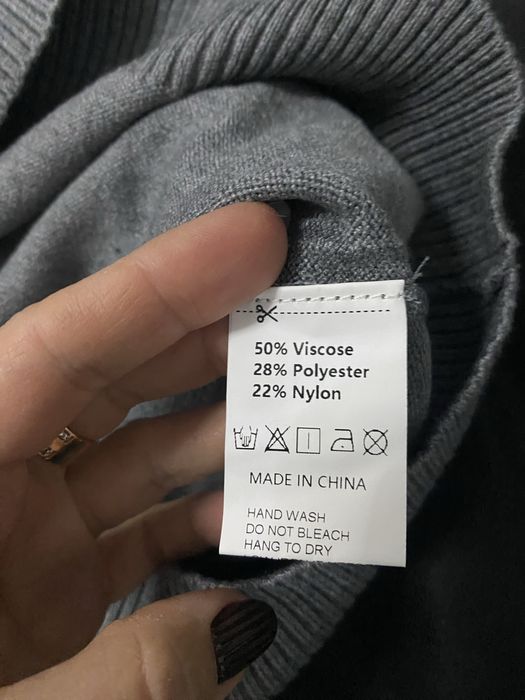 50% Viscose
28% Polyester
22% Nylon
MADE IN CHINA
HAND WASH
DO NOT BLEACH
HANG TO DRY